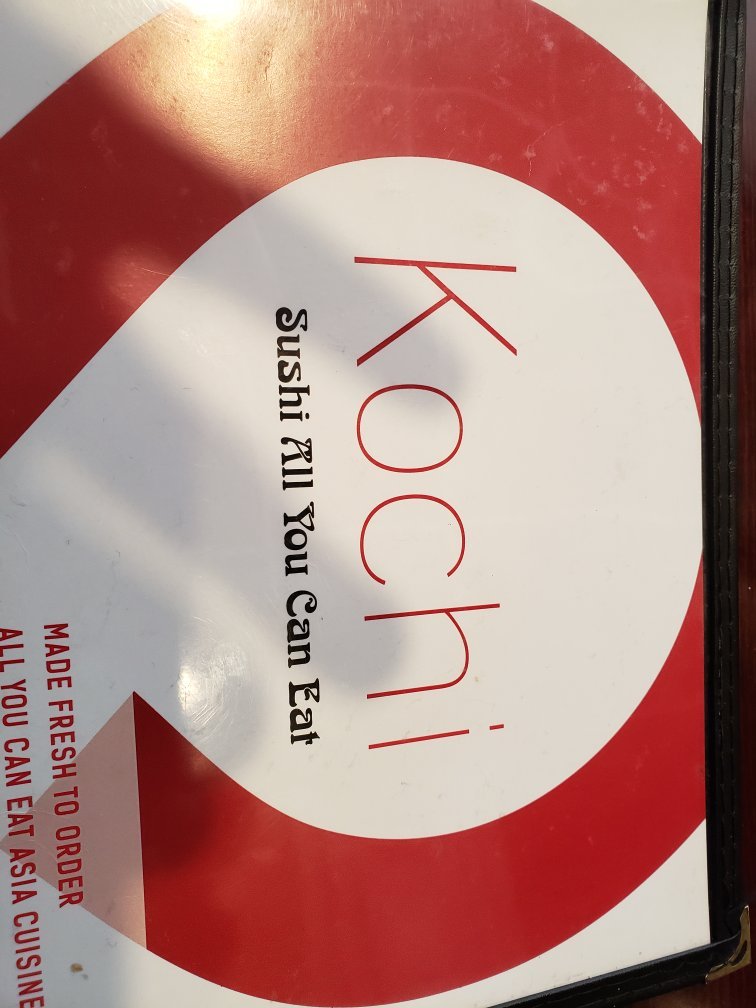 Kochi
Sushi All You Can Eat
MADE FRESH TO ORDER
ALL YOU CAN EAT ASIA CUISINE